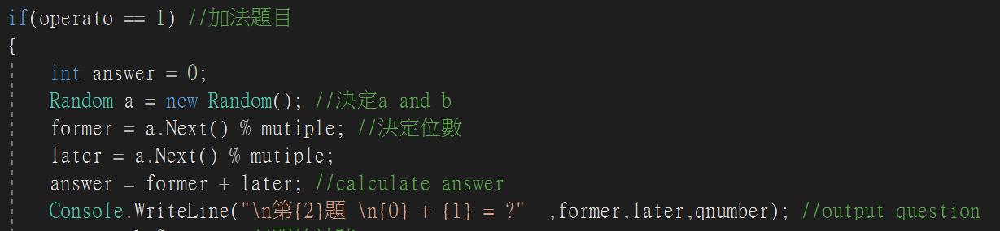 if(operato == 1) //加法題目
{
int answer = 0;
Random a = new Random(); //決定a and b
former = a.Next() % mutiple; //決定位數
later = a.Next() % mutiple;
answer = former + later; //calculate answer
Console.WriteLine("\n第{2}題 \n{0} + {1} = ?"  ,former,later,qnumber); //output question